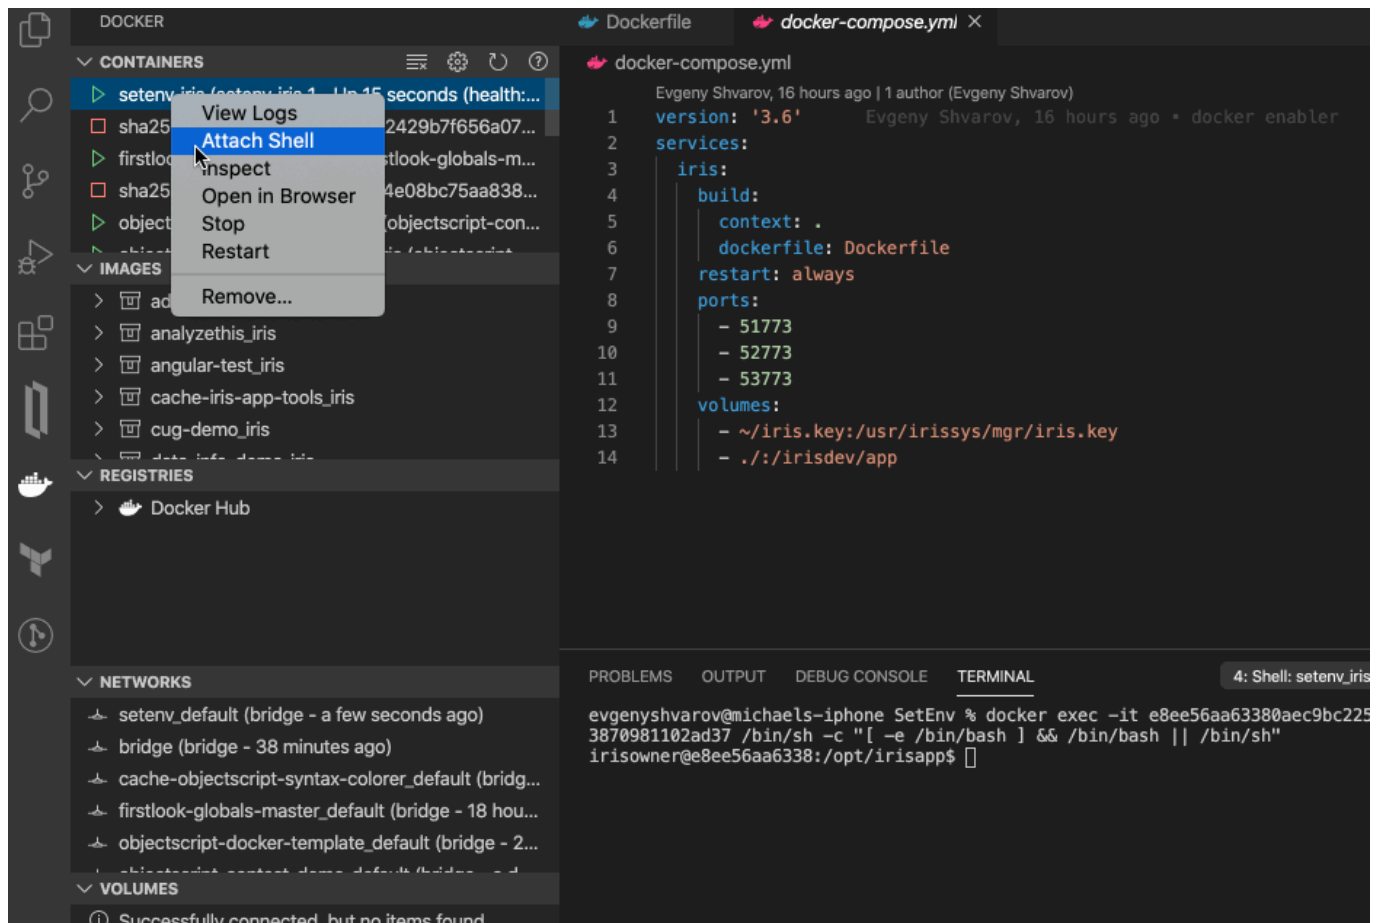 DOCKER
CONTAINERS
setenv_iris (setenv_iris_1 - Up 15 seconds (health:...
sha25 2429b7f656a07...
firstloo stlook-globals-m...
sha25 4e08bc75aa838...
object (objectscript-con...
View Logs
Attach Shell
Inspect
Open in Browser
Stop
Restart
Remove...
IMAGES
ad
analyzethis_iris
angular-test_iris
cache-iris-app-tools_iris
cug-demo_iris
data_info_demo_iris
REGISTRIES
Docker Hub
NETWORKS
setenv_default (bridge - a few seconds ago)
bridge (bridge - 38 minutes ago)
cache-objectscript-syntax-colorer_default (bridg...
firstlook-globals-master_default (bridge - 18 hou...
objectscript-docker-template_default (bridge - 2...
VOLUMES
Successfully connected, but no items found
Dockerfile
docker-compose.yml
docker-compose.yml
Evgeny Shvarov, 16 hours ago | 1 author (Evgeny Shvarov)
1 version: '3.6' Evgeny Shvarov, 16 hours ago • docker enabler
2 services:
3 iris:
4 build:
5 context: .
6 dockerfile: Dockerfile
7 restart: always
8 ports:
9 - 51773
10 - 52773
11 - 53773
12 volumes:
13 - ~/iris.key:/usr/irissys/mgr/iris.key
14 - ./:/irisdev/app
PROBLEMS OUTPUT DEBUG CONSOLE TERMINAL 4: Shell: setenv_iris
evgenyshvarov@michaels-iphone SetEnv % docker exec -it e8ee56aa63380aec9bc225
3870981102ad37 /bin/sh -c "[ -e /bin/bash ] && /bin/bash || /bin/sh"
irisowner@e8ee56aa6338:/opt/irisapp$